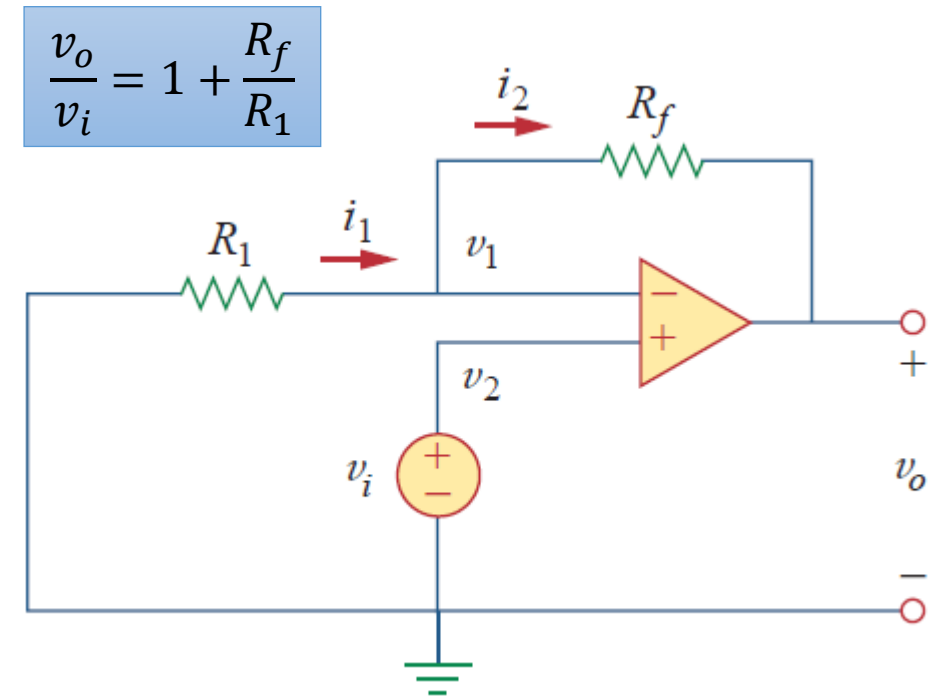 v_o/v_i = 1 + R_f/R_1
i_2
R_f
R_1
i_1
v_1
−
+
v_2
+
v_i
+
−
v_o
−